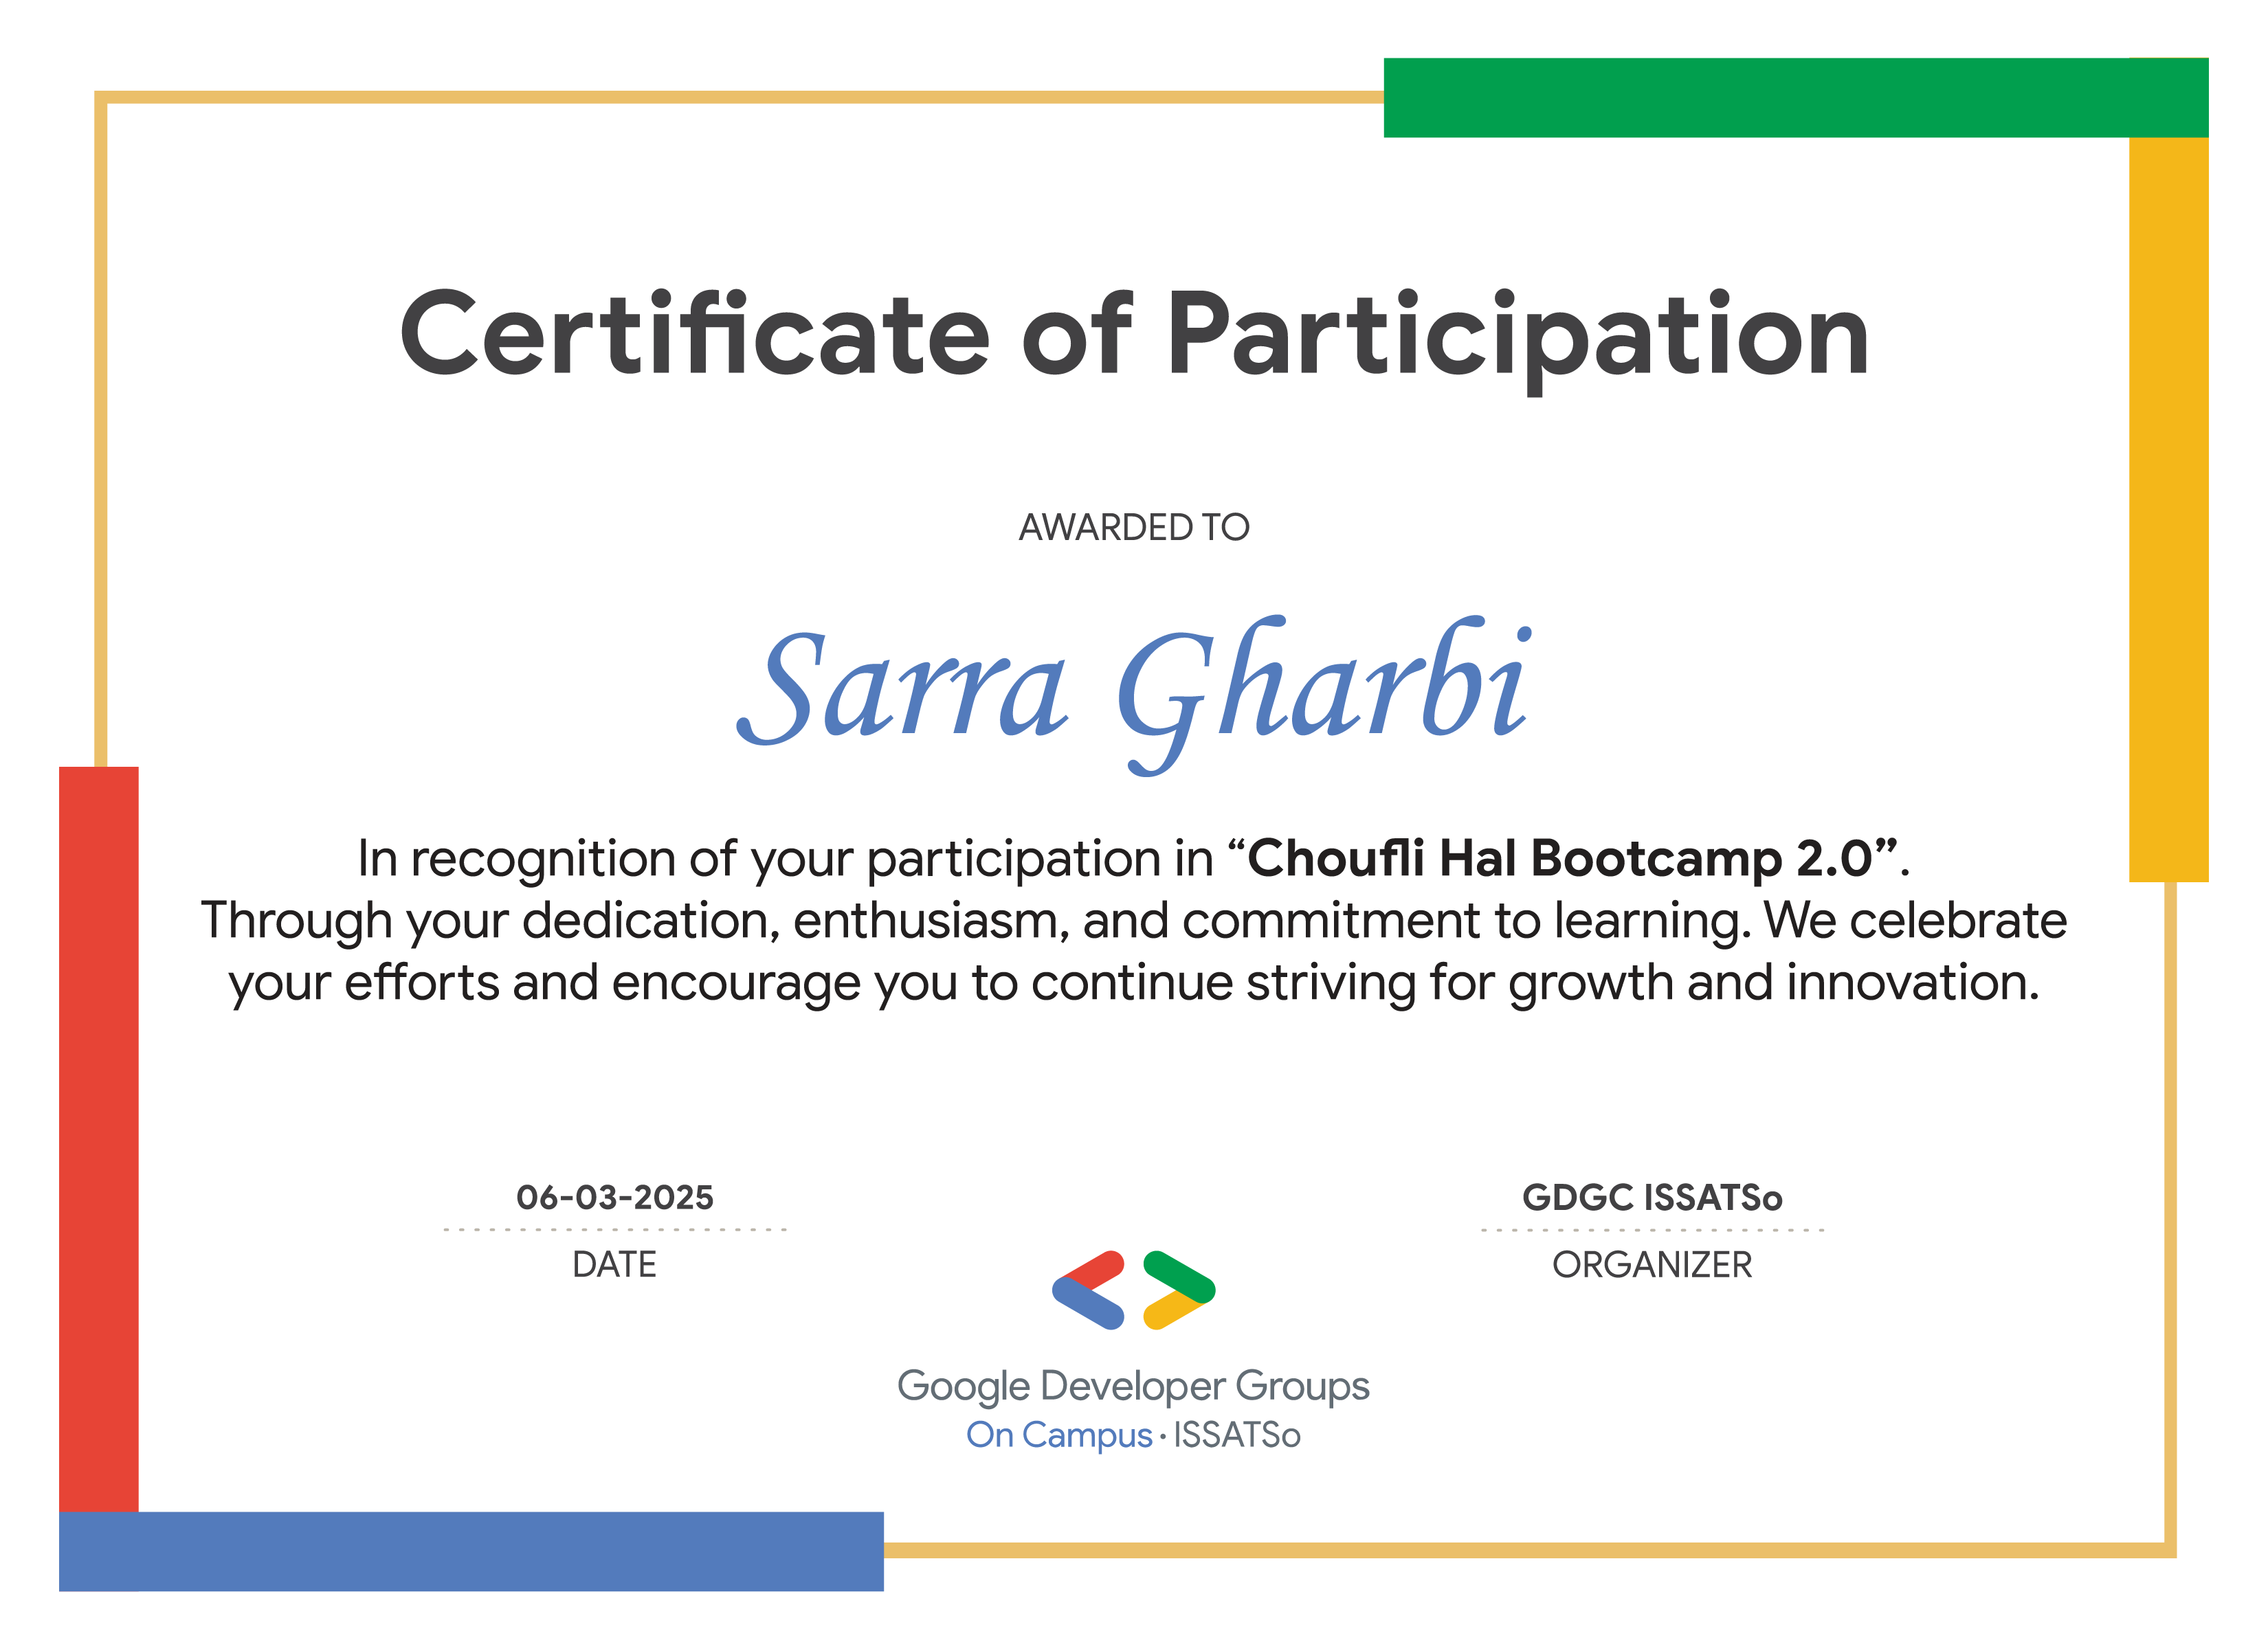 Certificate of Participation
AWARDED TO
Sarra Gharbi
In recognition of your participation in “Choufli Hal Bootcamp 2.0”.
Through your dedication, enthusiasm, and commitment to learning. We celebrate
your efforts and encourage you to continue striving for growth and innovation.
06-03-2025
DATE
GDGC ISSATSo
ORGANIZER
Google Developer Groups
On Campus · ISSATSo